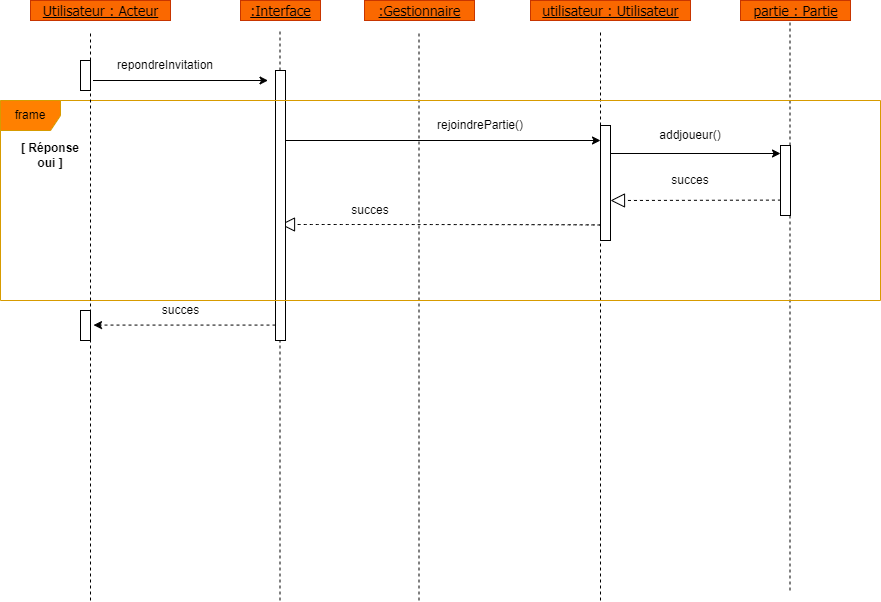 Utilisateur : Acteur
:Interface
:Gestionnaire
utilisateur : Utilisateur
partie : Partie
repondreInvitation
frame
[ Réponse
oui ]
rejoindrePartie()
addjoueur()
succes
succes
succes